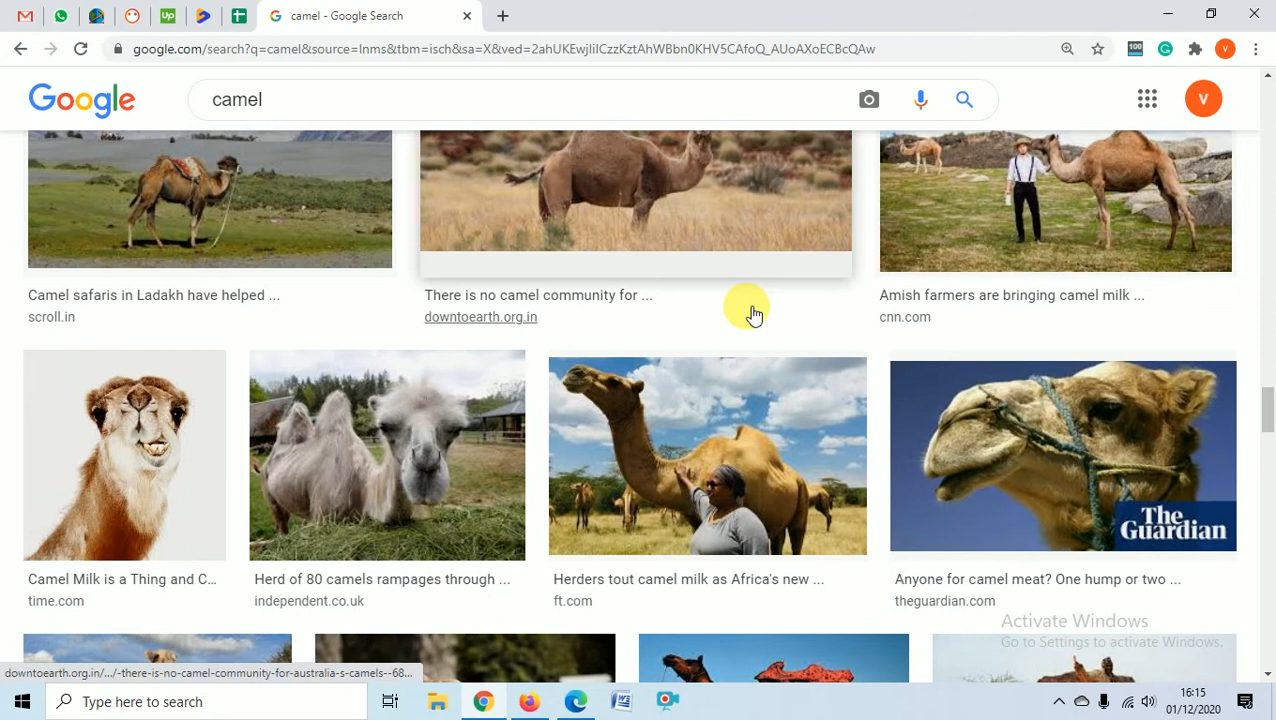 camel - Google Search
google.com/search?q=camel&source=lnms&tbm=isch&sa=X&ved=2ahUKEwjIilCzzKztAhWBbn0KHV5CAfoQ_AUoAXoECBcQAw
Google
camel
Camel safaris in Ladakh have helped ...
scroll.in
There is no camel community for ...
downtoearth.org.in
Amish farmers are bringing camel milk ...
cnn.com
The
Guardian
Camel Milk is a Thing and C...
time.com
Herd of 80 camels rampages through ...
independent.co.uk
Herders tout camel milk as Africa's new ...
ft.com
Anyone for camel meat? One hump or two ...
theguardian.com
Activate Windows
Go to Settings to activate Windows.
downtoearth.org.in/.../-there-is-no-camel-community-for-australia-s-camels--68...
Type here to search
16:15
01/12/2020
100
V
V
Up